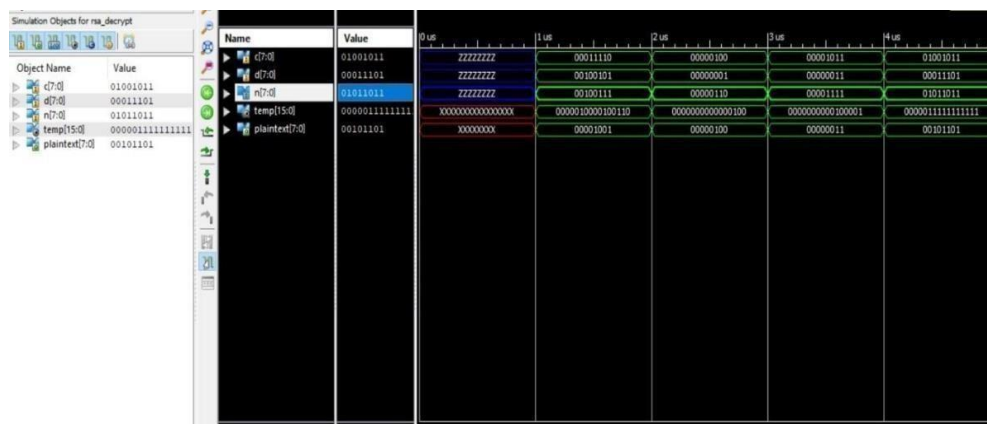 Simulation Objects for rsa_decrypt
Object Name Value
c[7:0] 01001011
d[7:0] 00011101
n[7:0] 01011011
temp[15:0] 000001111111111
plaintext[7:0] 00101101
Name Value 0 us 1 us 2 us 3 us 4 us
c[7:0] 01001011 ZZZZZZZZ 00011110 00000100 00001011 01001011
d[7:0] 00011101 ZZZZZZZZ 00100101 00000001 00000011 00011101
n[7:0] 01011011 ZZZZZZZZ 00100111 00000110 00001111 01011011
temp[15:0] 0000011111111 XXXXXXXXXXXXXXXX 0000010000100110 0000000000000100 0000000000100001 0000011111111111
plaintext[7:0] 00101101 XXXXXXXX 00001001 00000100 00000011 00101101